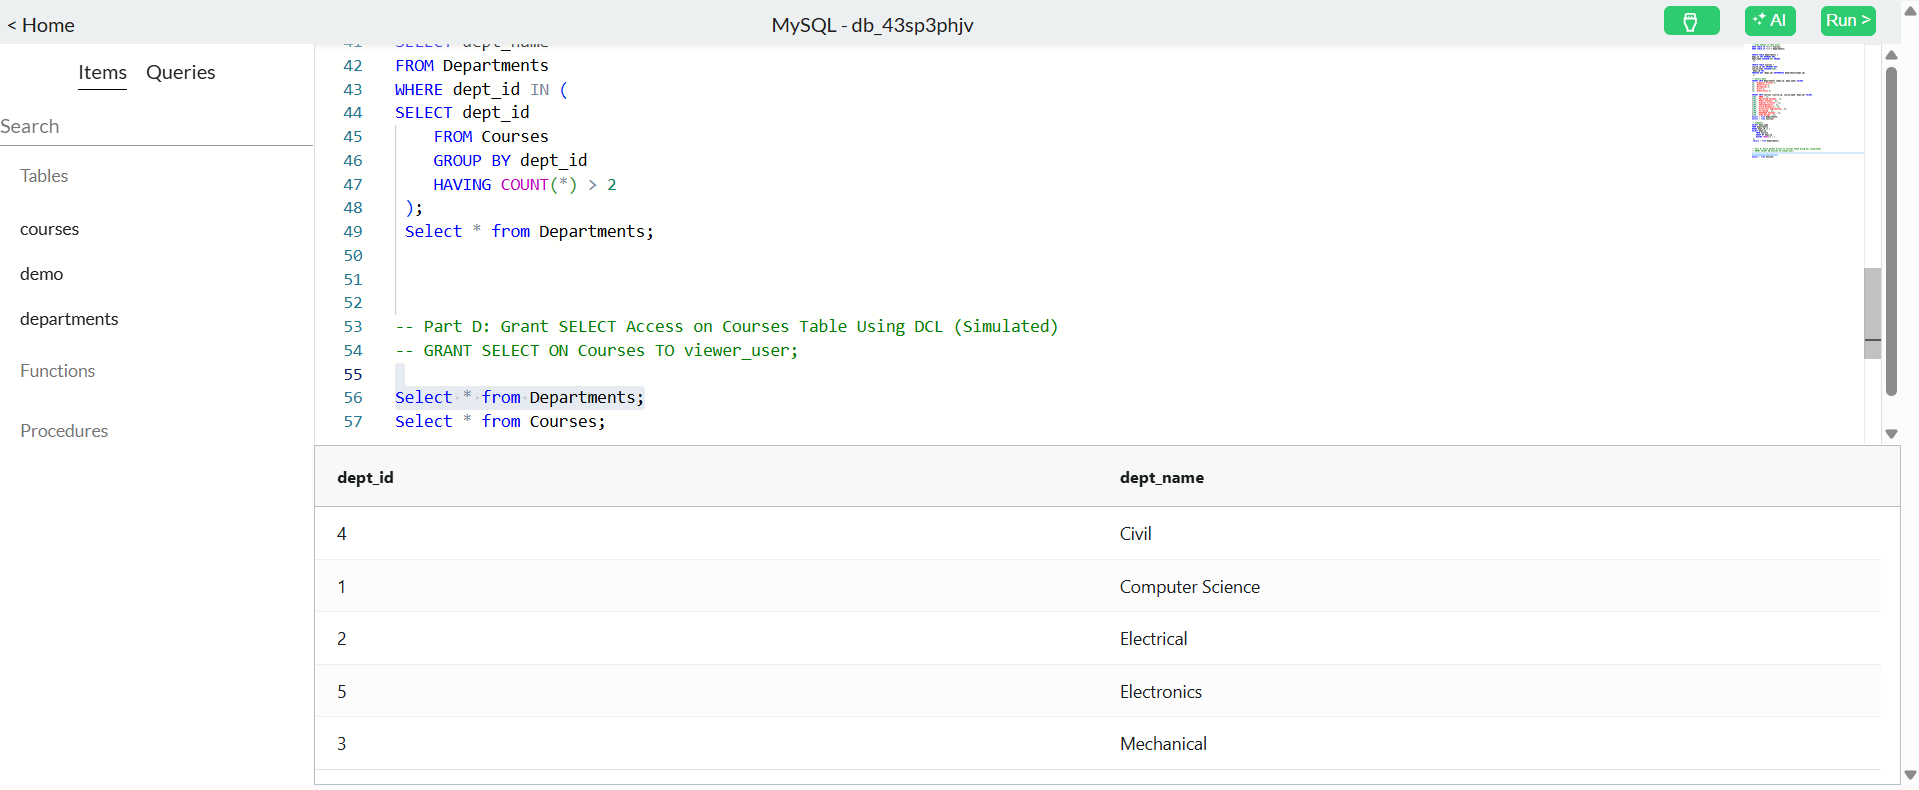 < Home
MySQL - db_43sp3phjv
AI
Run >
Items Queries
Search
Tables
courses
demo
departments
Functions
Procedures
41 SELECT dept_name
42 FROM Departments
43 WHERE dept_id IN (
44 SELECT dept_id
45 FROM Courses
46 GROUP BY dept_id
47 HAVING COUNT(*) > 2
48 );
49 Select * from Departments;
50
51
52
53 -- Part D: Grant SELECT Access on Courses Table Using DCL (Simulated)
54 -- GRANT SELECT ON Courses TO viewer_user;
55
56 Select * from Departments;
57 Select * from Courses;
dept_id dept_name
4 Civil
1 Computer Science
2 Electrical
5 Electronics
3 Mechanical